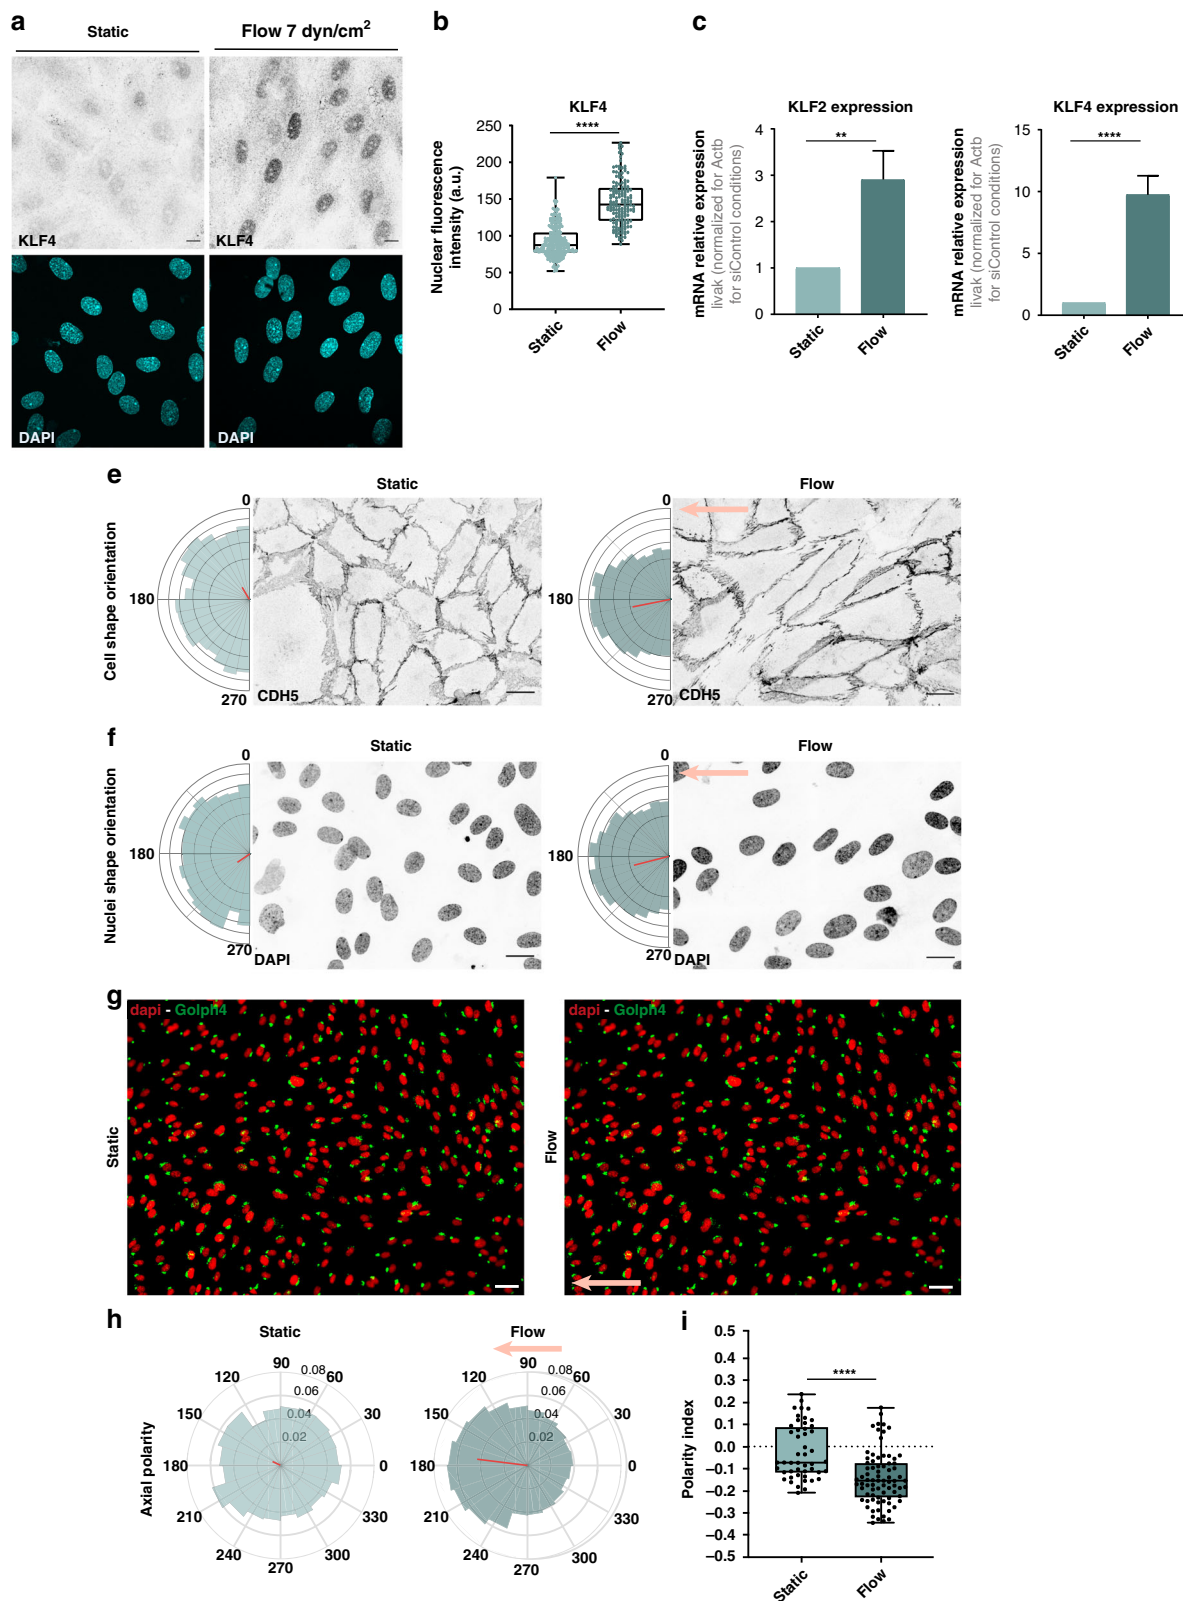 a
Static
Flow 7 dyn/cm²
KLF4
KLF4
DAPI
DAPI
b
KLF4
****
Nuclear fluorescence
intensity (a.u.)
250
200
150
100
50
0
Static
Flow
c
KLF2 expression
**
mRNA relative expression
livak (normalized for Actb
for siControl conditions)
4
3
2
1
0
Static
Flow
KLF4 expression
****
mRNA relative expression
livak (normalized for Actb
for siControl conditions)
15
10
5
0
Static
Flow
e
Static
Flow
Cell shape orientation
0
180
270
CDH5
0
180
270
CDH5
f
Static
Flow
Nuclei shape orientation
0
180
270
DAPI
0
180
270
DAPI
g
dapi - Golph4
Static
dapi - Golph4
Flow
h
Static
Flow
Axial polarity
90
60
30
0
330
300
270
240
210
180
150
120
0.08
0.06
0.04
0.02
90
60
30
0
330
300
270
240
210
180
150
120
0.08
0.06
0.04
0.02
i
Polarity index
****
0.5
0.4
0.3
0.2
0.1
0.0
−0.1
−0.2
−0.3
−0.4
−0.5
Static
Flow